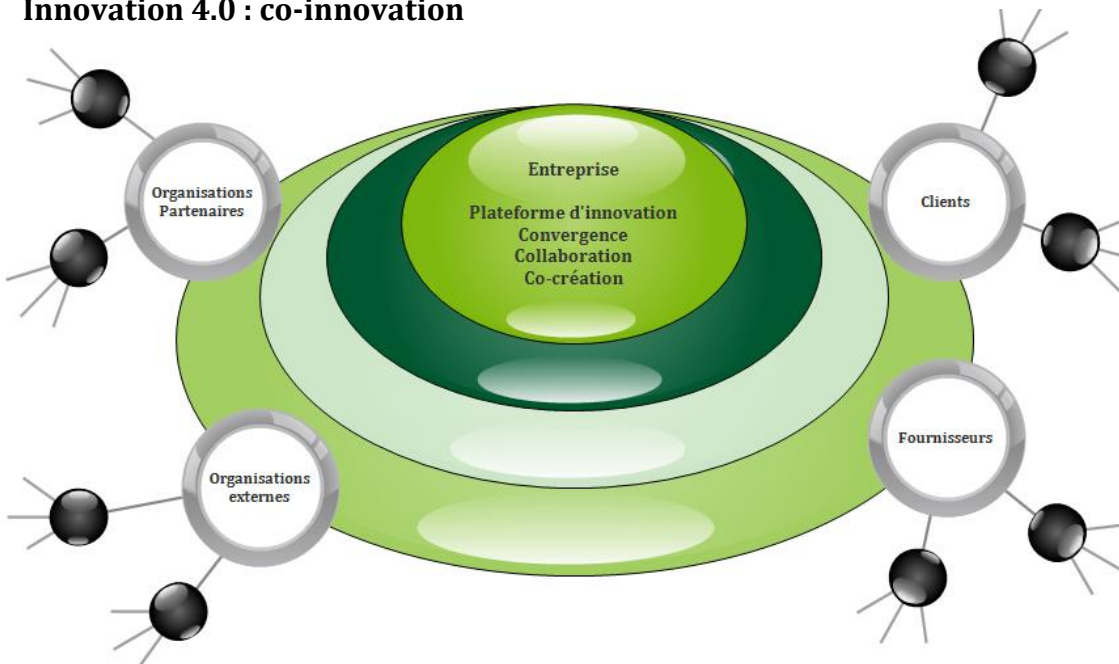 Innovation 4.0 : co-innovation
Organisations
Partenaires
Entreprise
Plateforme d'innovation
Convergence
Collaboration
Co-création
Clients
Organisations
externes
Fournisseurs